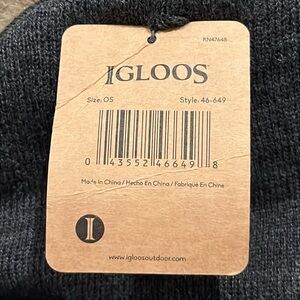 RN47648
IGLOOS
Size: OS Style: 46-649
0 43552 46649 8
Made In China / Hecho En China / Fabriqué En Chine
I
www.igloosoutdoor.com